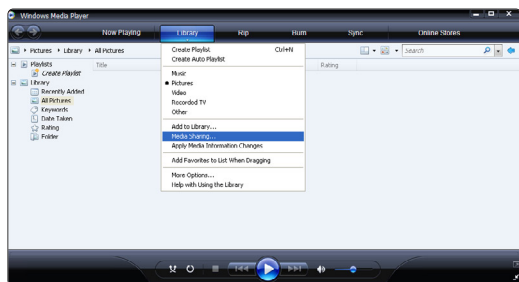 Windows Media Player
Now Playing Library Rip Burn Sync Online Stores
Pictures Library All Pictures
Search
Playlists
Create Playlist
Library
Recently Added
All Pictures
Keywords
Date Taken
Rating
Folder
Title
Rating
Create Playlist Ctrl+N
Create Auto Playlist
Music
Pictures
Video
Recorded TV
Other
Add to Library...
Media Sharing...
Apply Media Information Changes
Add Favorites to List When Dragging
More Options...
Help with Using the Library